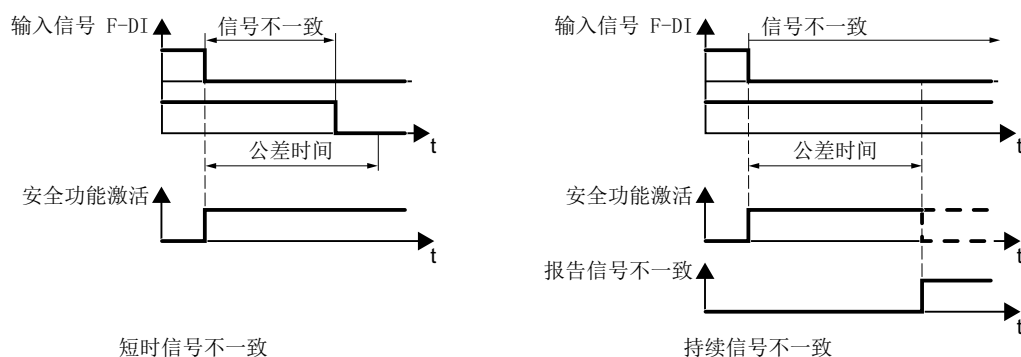 输入信号 F-DI
信号不一致
t
公差时间
安全功能激活
t
短时信号不一致
输入信号 F-DI
信号不一致
t
公差时间
安全功能激活
t
报告信号不一致
t
持续信号不一致